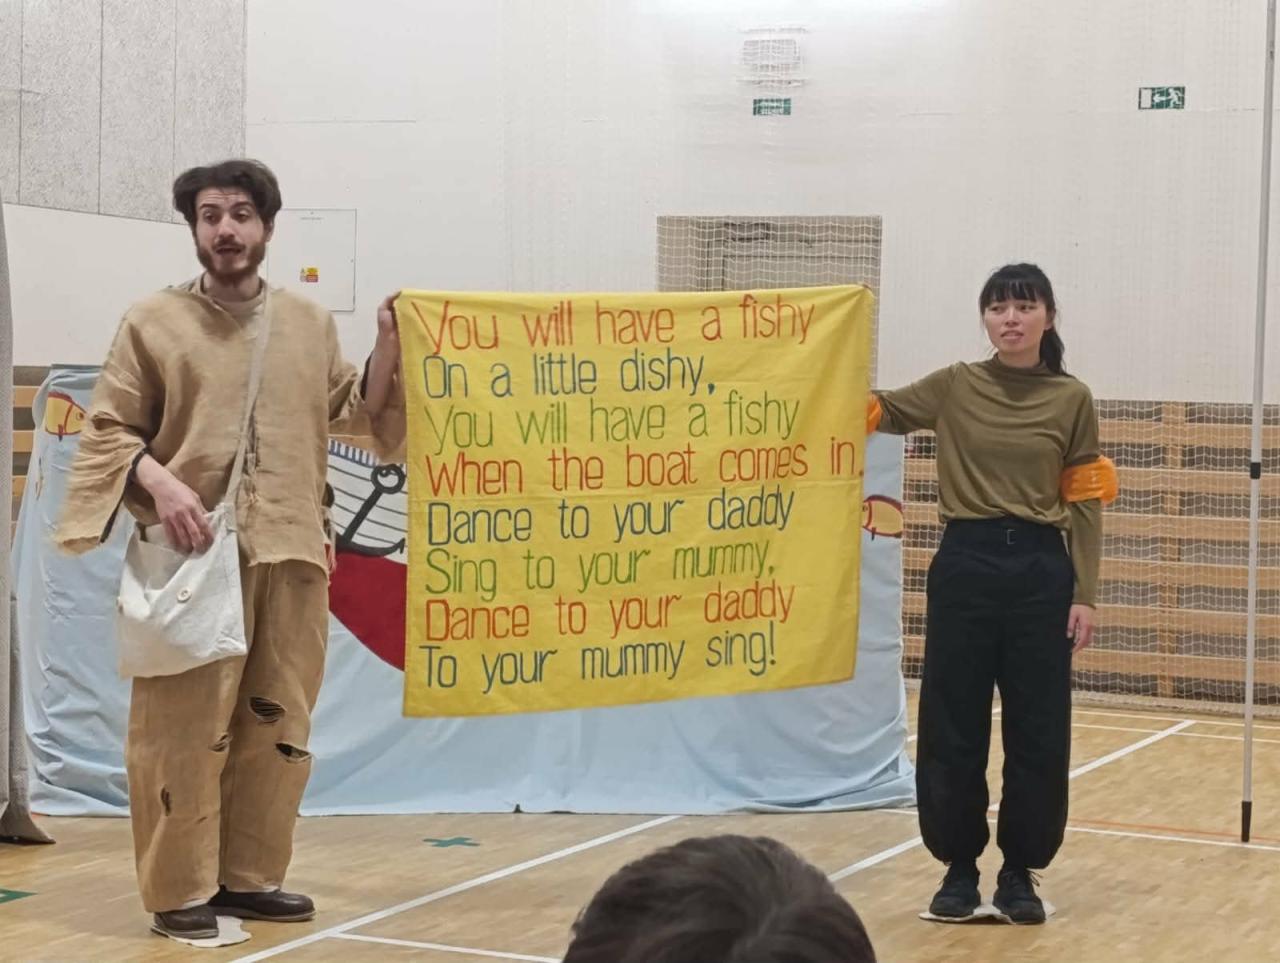 You will have a fishy
On a little dishy,
You will have a fishy
When the boat comes in.
Dance to your daddy
Sing to your mummy,
Dance to your daddy
To your mummy sing!